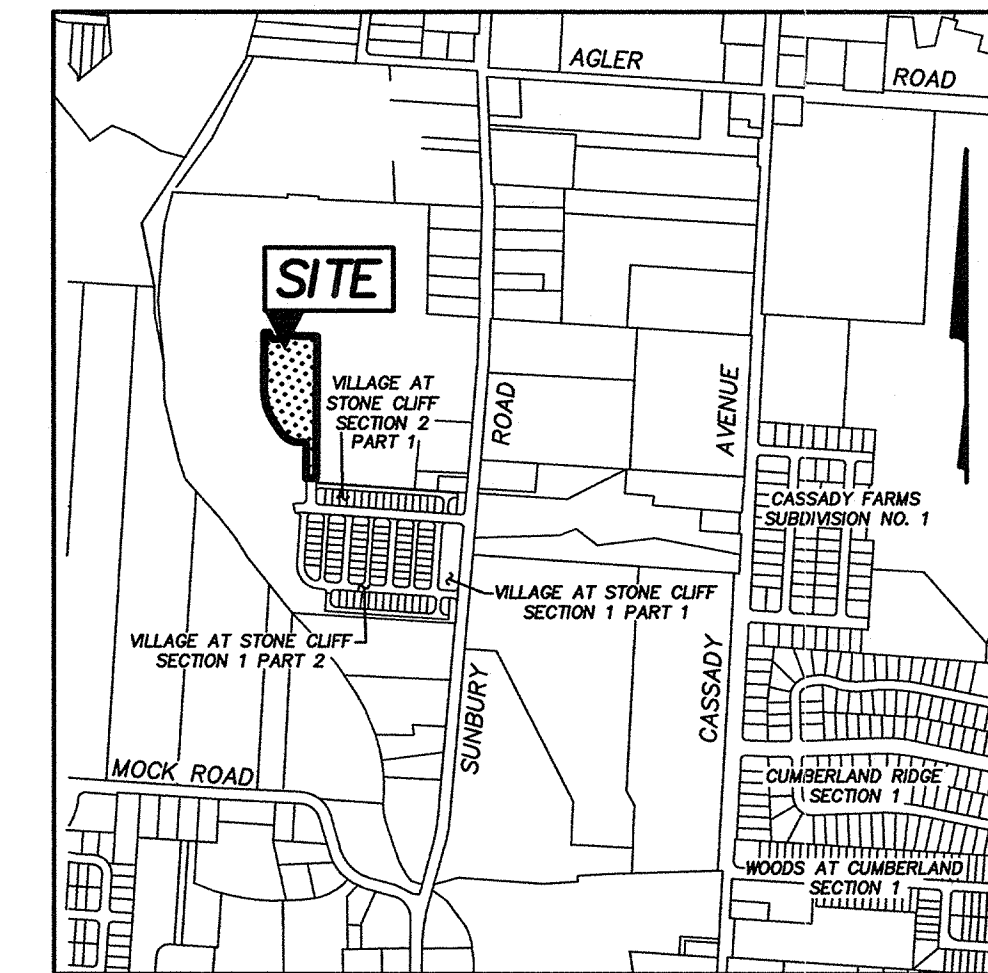 AGLER
ROAD
SITE
VILLAGE AT
STONE CLIFF
SECTION 2
PART 1
ROAD
AVENUE
CASSADY FARMS
SUBDIVISION NO. 1
VILLAGE AT STONE CLIFF
SECTION 1 PART 1
VILLAGE AT STONE CLIFF
SECTION 1 PART 2
SUNBURY
CASSADY
MOCK ROAD
CUMBERLAND RIDGE
SECTION 1
WOODS AT CUMBERLAND
SECTION 1